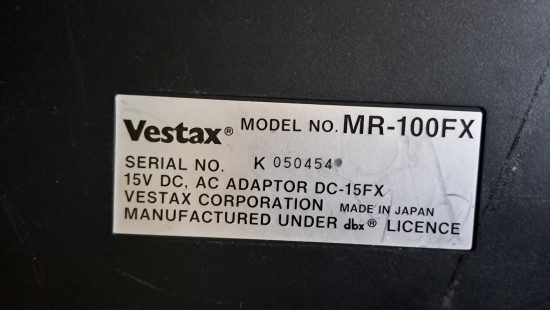 Vestax® MODEL NO. MR-100FX
SERIAL NO. K 050454
15V DC, AC ADAPTOR DC-15FX
VESTAX CORPORATION MADE IN JAPAN
MANUFACTURED UNDER dbx® LICENCE